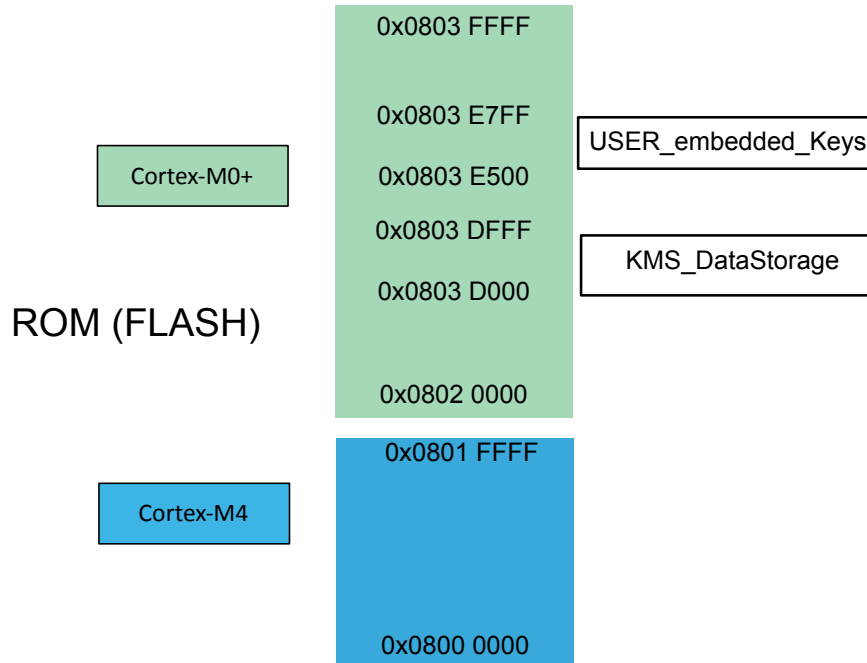 0x0803 FFFF
0x0803 E7FF
USER_embedded_Keys
Cortex-M0+
0x0803 E500
0x0803 DFFF
KMS_DataStorage
0x0803 D000
ROM (FLASH)
0x0802 0000
0x0801 FFFF
Cortex-M4
0x0800 0000